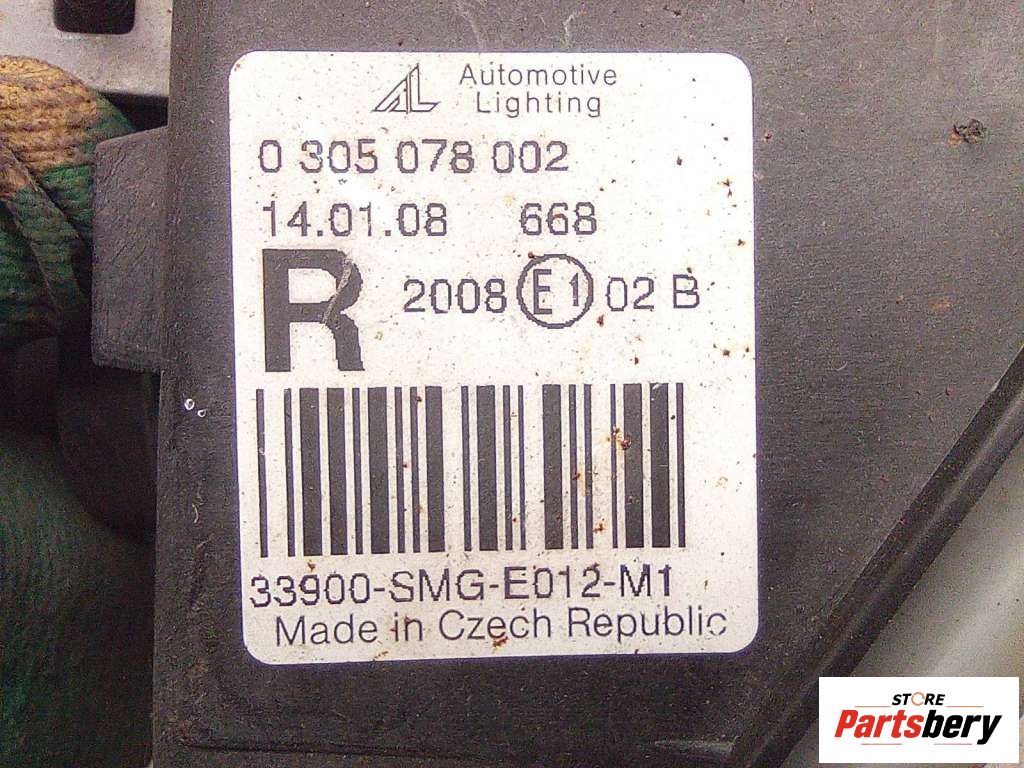 AL Automotive
Lighting
0 305 078 002
14.01.08 668
R 2008 E1 02 B
33900-SMG-E012-M1
Made in Czech Republic
STORE
Partsbery